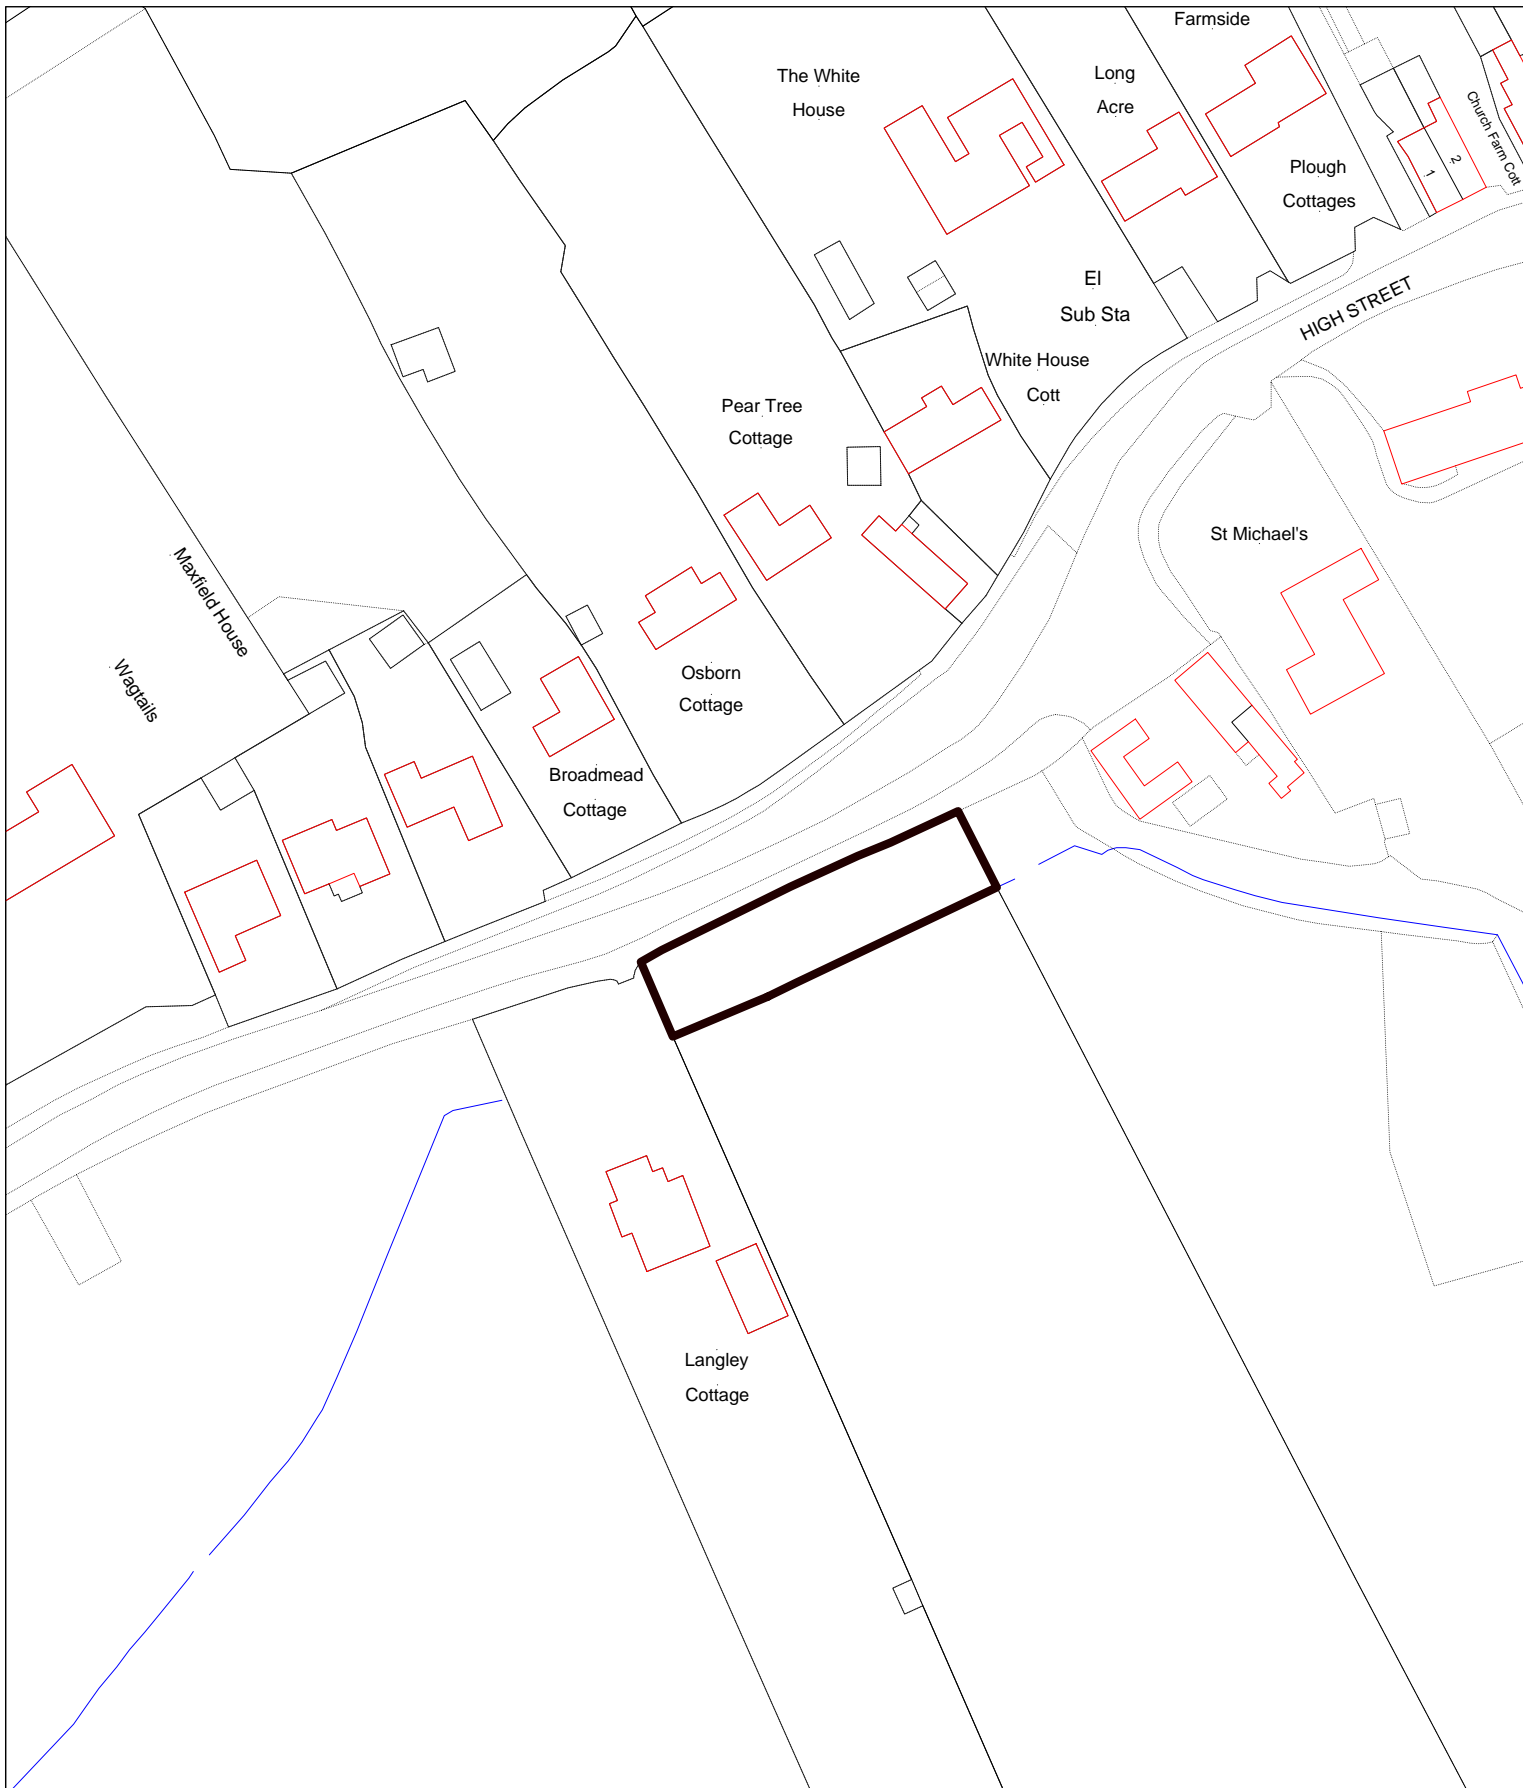 Farmside
The White
House
Long
Acre
Church Farm Cott
Plough
Cottages
1
2
El
Sub Sta
HIGH STREET
White House
Cott
Pear Tree
Cottage
St Michael's
Maxfield House
Wagtails
Osborn
Cottage
Broadmead
Cottage
Langley
Cottage